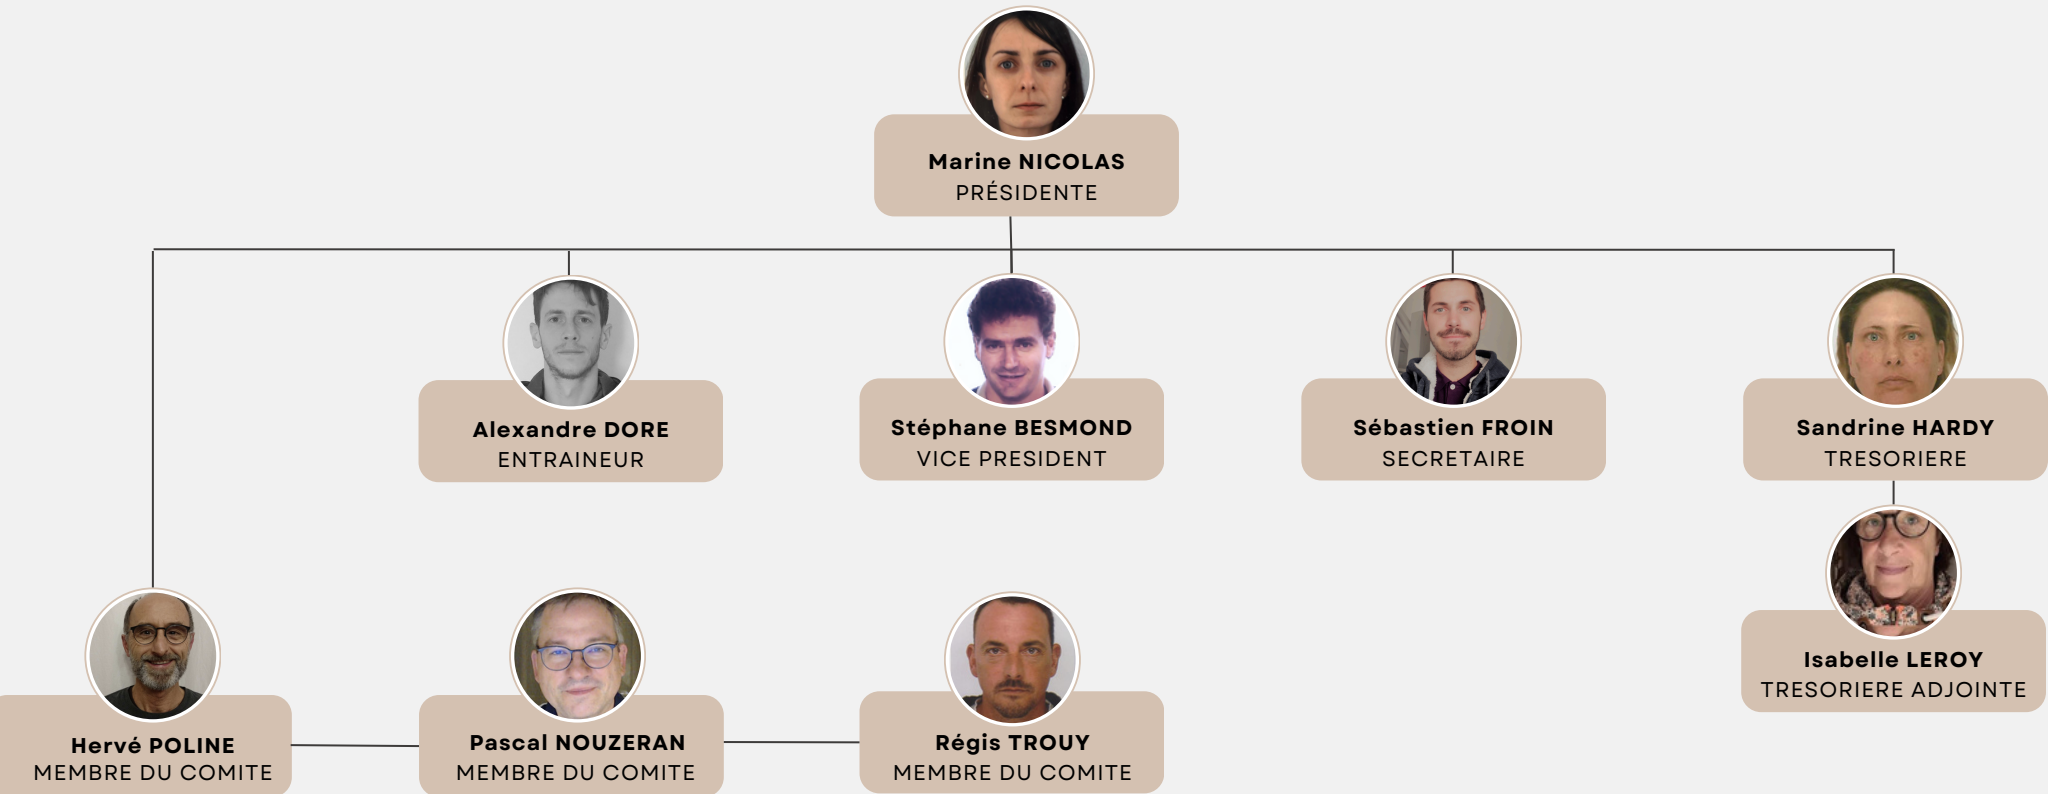 Marine NICOLAS
PRÉSIDENTE
Alexandre DORE
ENTRAINEUR
Stéphane BESMOND
VICE PRESIDENT
Sébastien FROIN
SECRETAIRE
Sandrine HARDY
TRESORIERE
Isabelle LEROY
TRESORIERE ADJOINTE
Hervé POLINE
MEMBRE DU COMITE
Pascal NOUZERAN
MEMBRE DU COMITE
Régis TROUY
MEMBRE DU COMITE